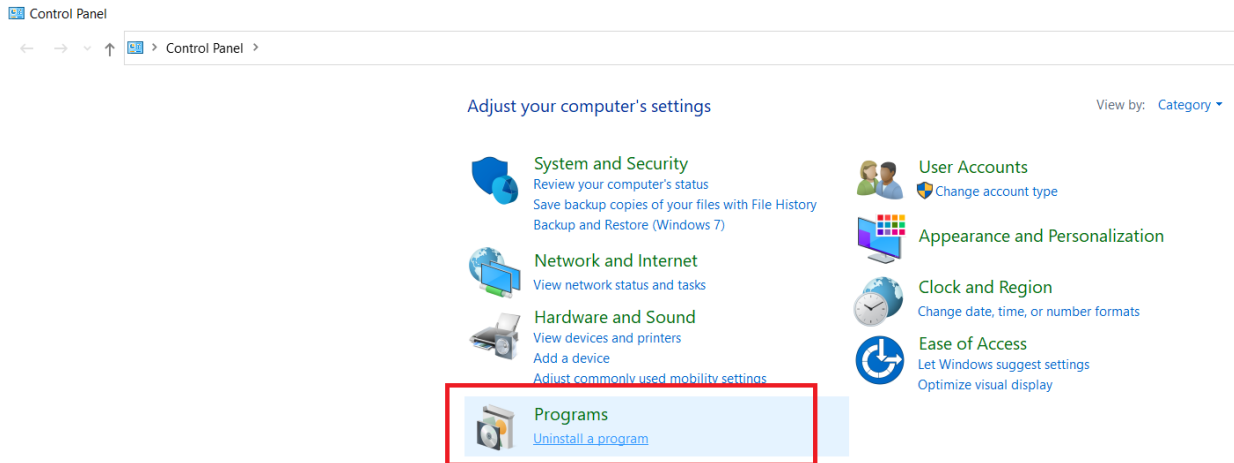 Control Panel
Control Panel
Adjust your computer's settings
View by: Category
System and Security
Review your computer's status
Save backup copies of your files with File History
Backup and Restore (Windows 7)
Network and Internet
View network status and tasks
Hardware and Sound
View devices and printers
Add a device
Adjust commonly used mobility settings
Programs
Uninstall a program
User Accounts
Change account type
Appearance and Personalization
Clock and Region
Change date, time, or number formats
Ease of Access
Let Windows suggest settings
Optimize visual display